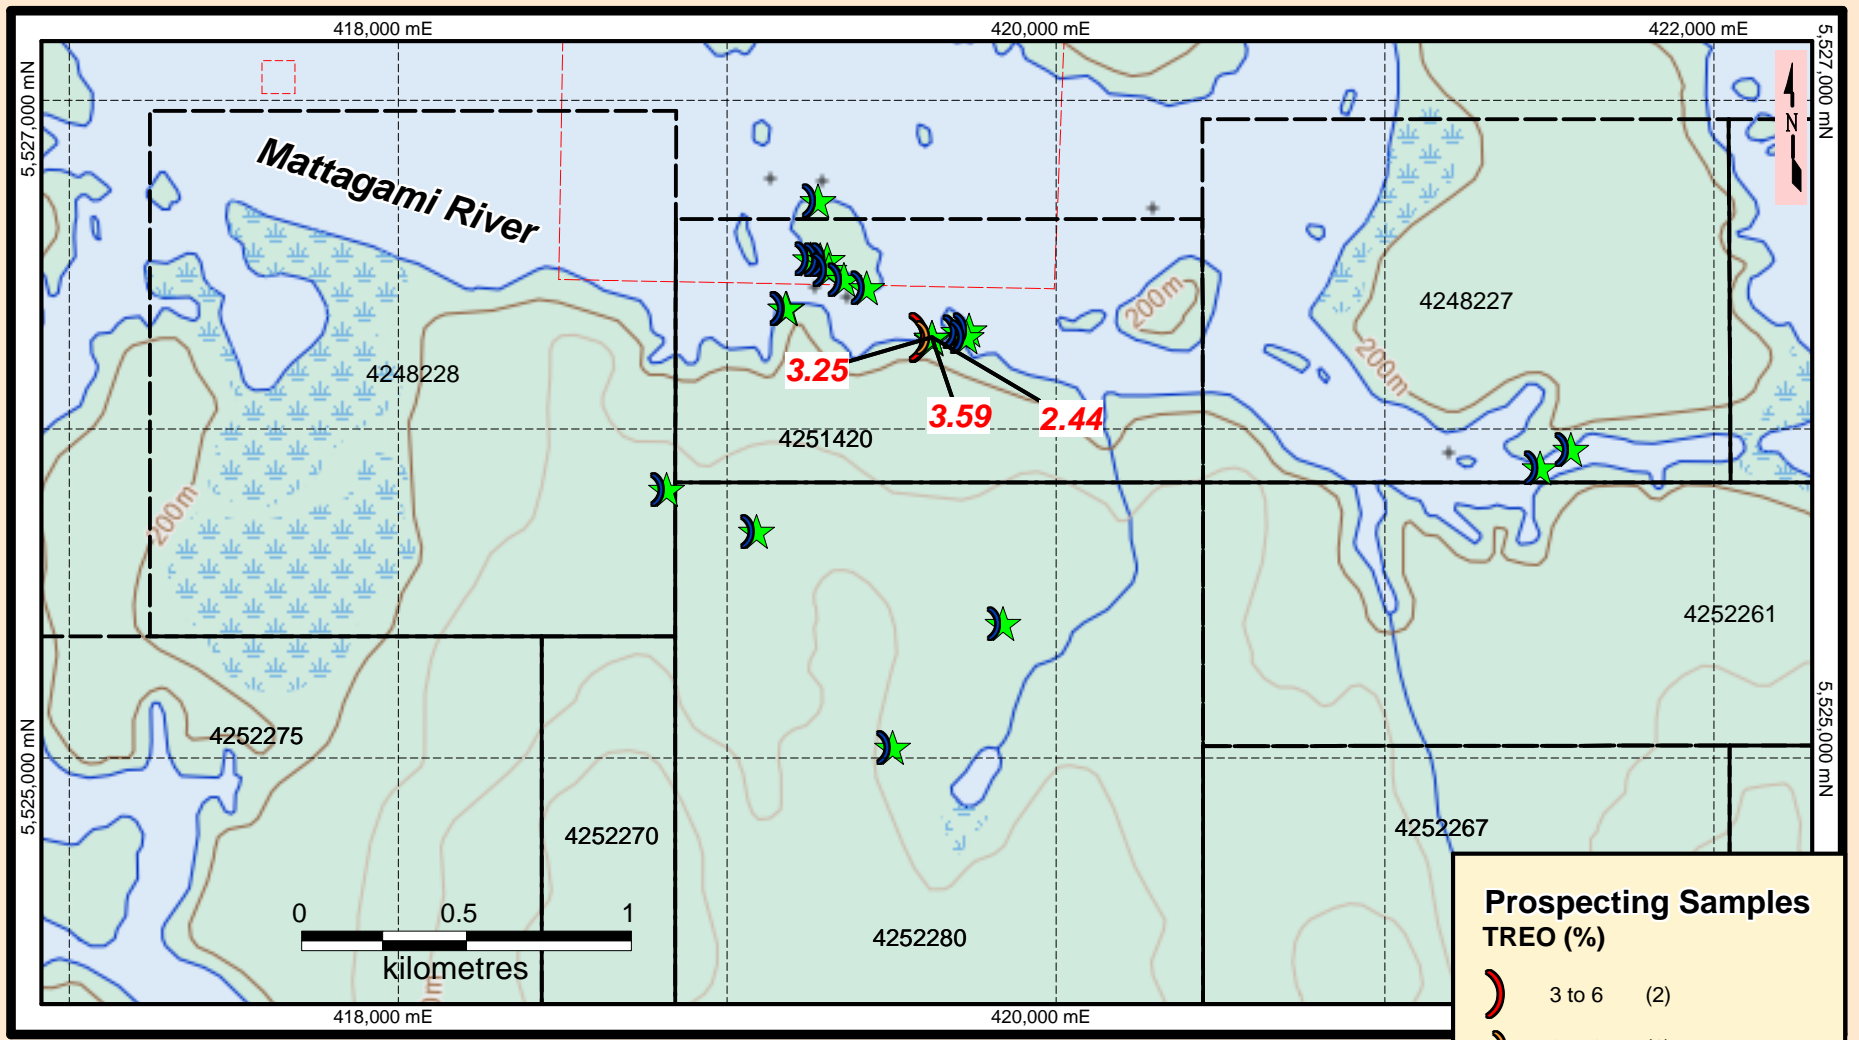 418,000 mE
420,000 mE
422,000 mE
5,527,000 mN
5,527,000 mN
N
Mattagami River
4248227
200m
200m
4248228
3.25
3.59
2.44
4251420
200m
4252261
4252275
5,525,000 mN
5,525,000 mN
4252270
4252267
0 0.5 1
kilometres
4252280
Prospecting Samples
TREO (%)
3 to 6 (2)
418,000 mE
420,000 mE